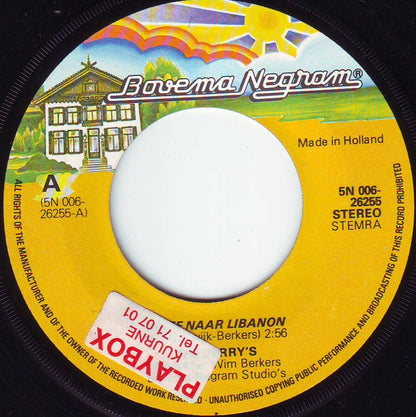 Bovema Negram®
Made in Holland
A
(5N 006-
26255-A)
5N 006-
26255
STEREO
STEMRA
NAAR LIBANON
ijk-Berkers) 2:56
RRY'S
Wim Berkers
gram Studio's
PLAYBOX
KUURNE
Tel. 71 07 01
ALL RIGHTS OF THE MANUFACTURER AND OF THE OWNER OF THE RECORDED WORK RESERVED - UNAUTHORISED COPYING PUBLIC PERFORMANCE AND BROADCASTING OF THIS RECORD PROHIBITED